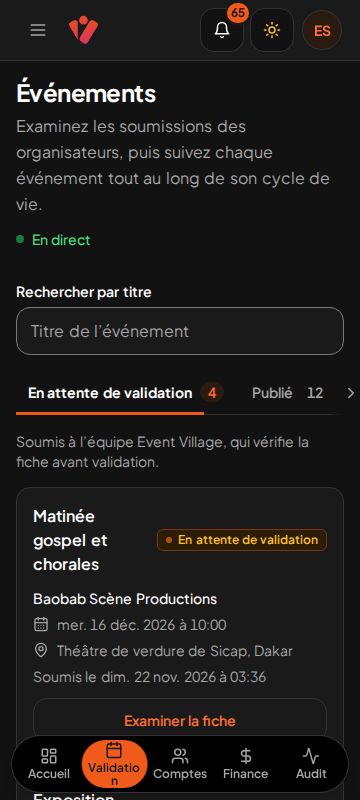 65
ES
Événements
Examinez les soumissions des
organisateurs, puis suivez chaque
événement tout au long de son cycle de
vie.
En direct
Rechercher par titre
Titre de l’événement
En attente de validation 4 Publié 12
Soumis à l’équipe Event Village, qui vérifie la
fiche avant validation.
Matinée
gospel et
chorales
En attente de validation
Baobab Scène Productions
mer. 16 déc. 2026 à 10:00
Théâtre de verdure de Sicap, Dakar
Soumis le dim. 22 nov. 2026 à 03:36
Examiner la fiche
Accueil
Validatio
n
Comptes
Finance
Audit
Exposition